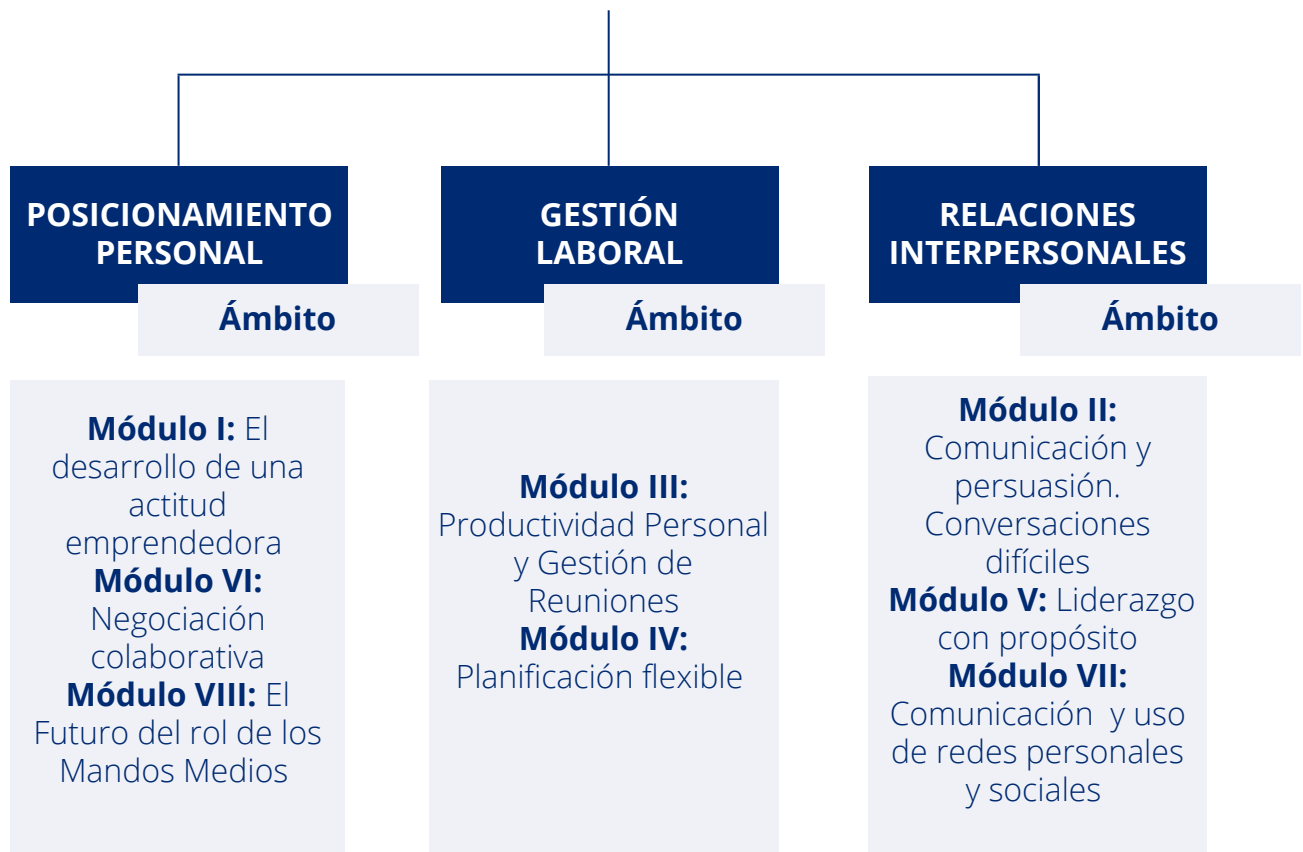 POSICIONAMIENTO
PERSONAL
Ámbito
Módulo I: El
desarrollo de una
actitud
emprendedora
Módulo VI:
Negociación
colaborativa
Módulo VIII: El
Futuro del rol de los
Mandos Medios
GESTIÓN
LABORAL
Ámbito
Módulo III:
Productividad Personal
y Gestión de
Reuniones
Módulo IV:
Planificación flexible
RELACIONES
INTERPERSONALES
Ámbito
Módulo II:
Comunicación y
persuasión.
Conversaciones
difíciles
Módulo V: Liderazgo
con propósito
Módulo VII:
Comunicación y uso
de redes personales
y sociales